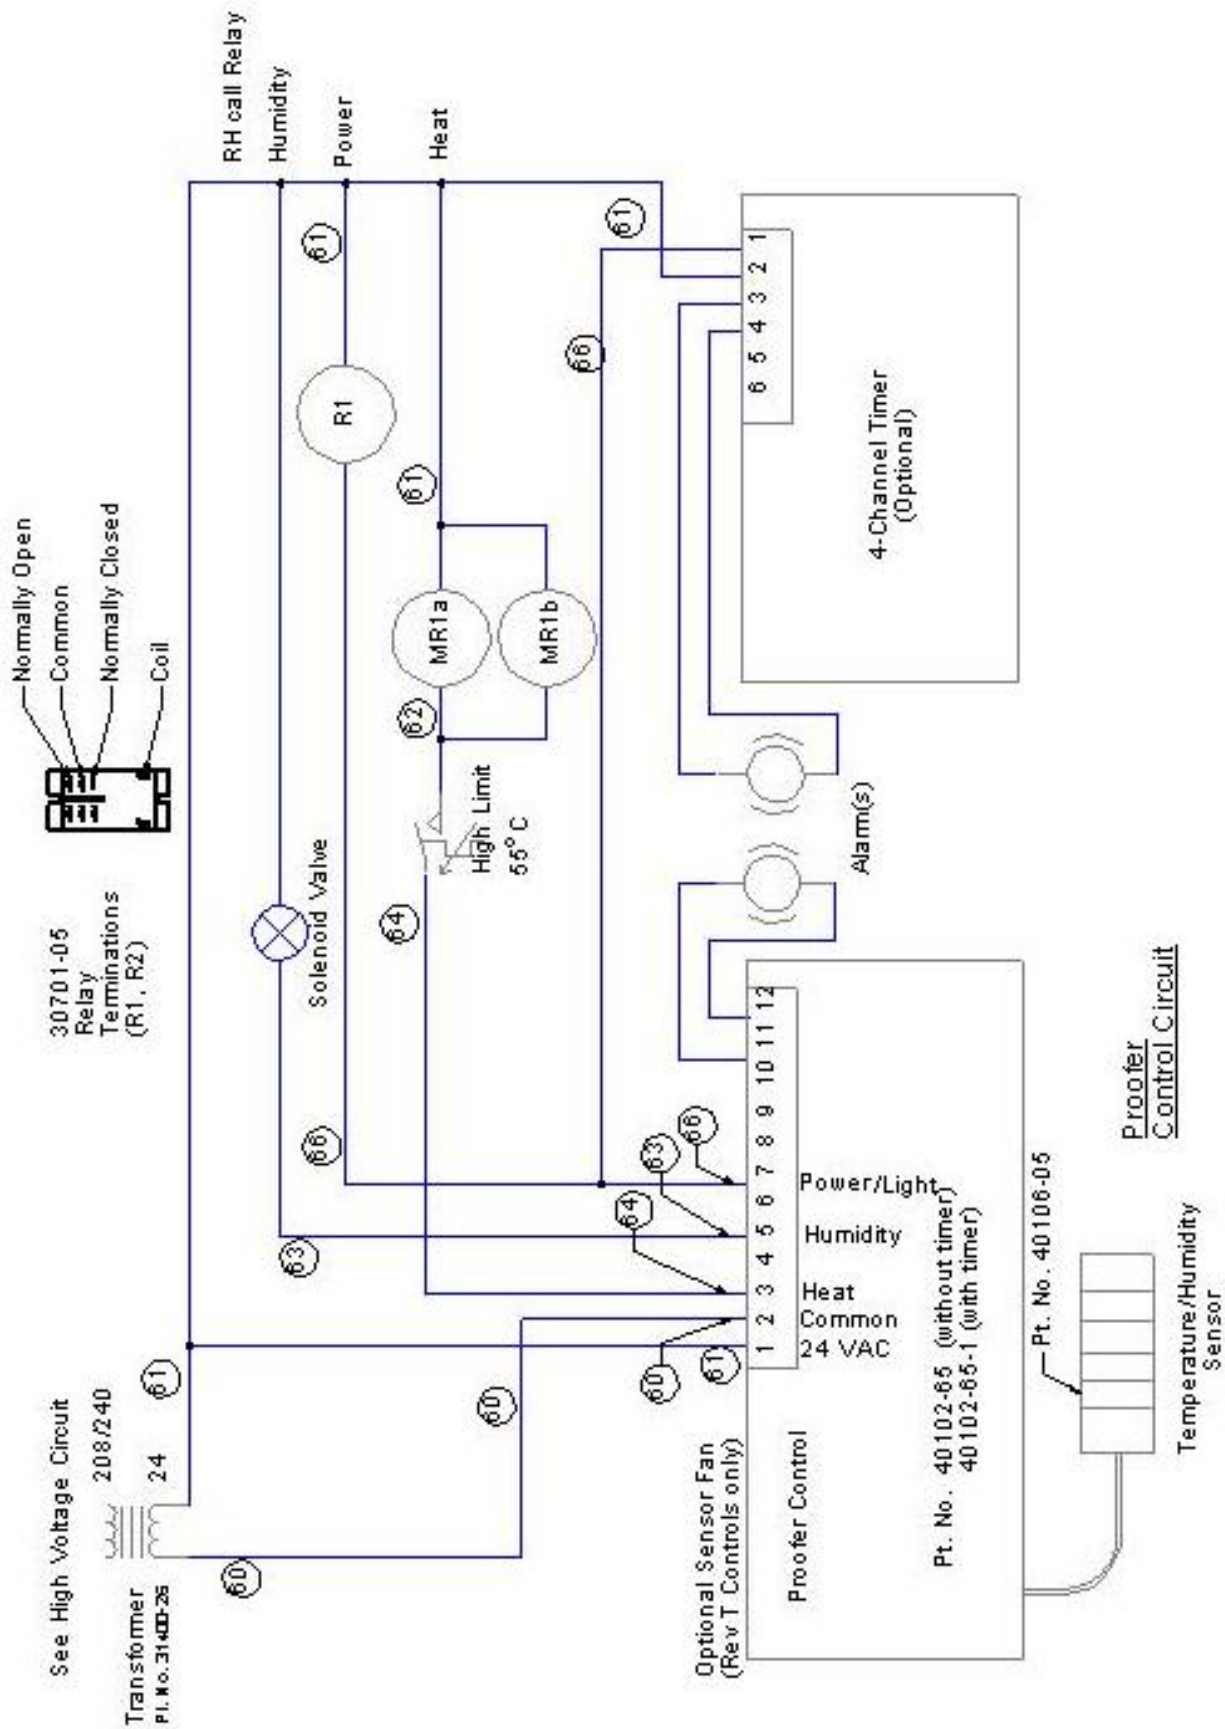 See High Voltage Circuit
208/240
24
Transformer
Pt. No. 31400-26
60
61
30701-05
Relay
Terminations
(R1, R2)
Normally Open
Common
Normally Closed
Coil
RH call Relay
Humidity
Power
Heat
63
Solenoid Valve
66
R1
61
64
High Limit
55° C
62
MR1a
MR1b
61
66
61
60
60
61
64
63
66
Optional Sensor Fan
(Rev T Controls only)
1 2 3 4 5 6 7 8 9 10 11 12
24 VAC
Common
Heat
Humidity
Power/Light
Proofer Control
Pt. No. 40102-65 (without timer)
40102-65-1 (with timer)
Alarm(s)
6 5 4 3 2 1
4-Channel Timer
(Optional)
Pt. No. 40106-05
Temperature/Humidity
Sensor
Proofer
Control Circuit